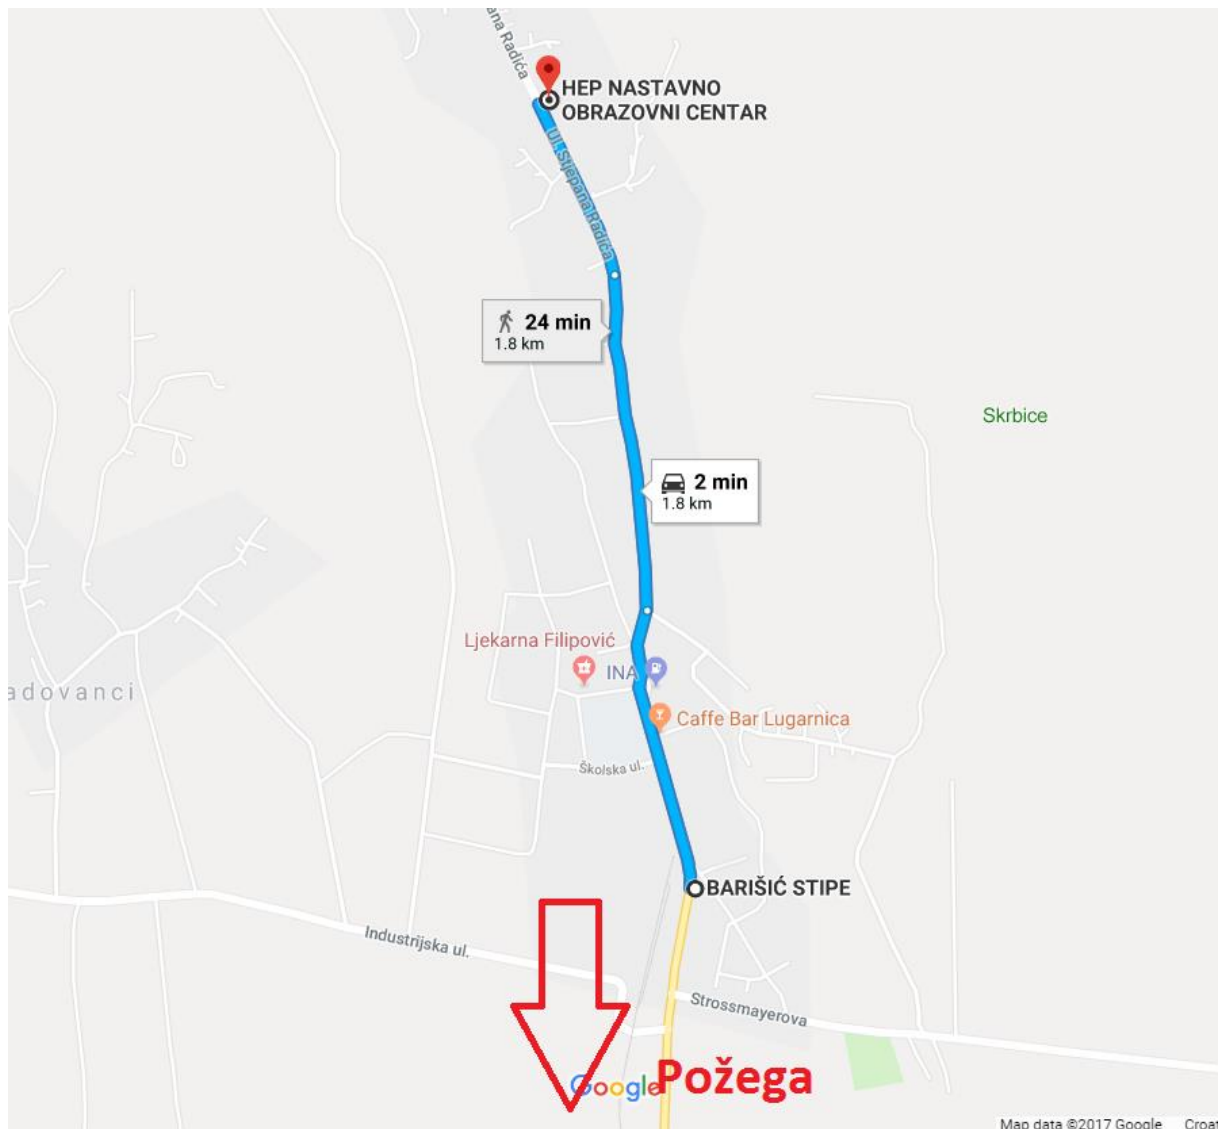 ana Radića
HEP NASTAVNO
OBRAZOVNI CENTAR
Ul. Stjepana Radića
24 min
1.8 km
Skrbice
2 min
1.8 km
Ljekarna Filipović
INA
adovanci
Caffe Bar Lugarnica
Školska ul.
BARIŠIĆ STIPE
Industrijska ul.
Strossmayerova
Google
Požega
Map data ©2017 Google Croat